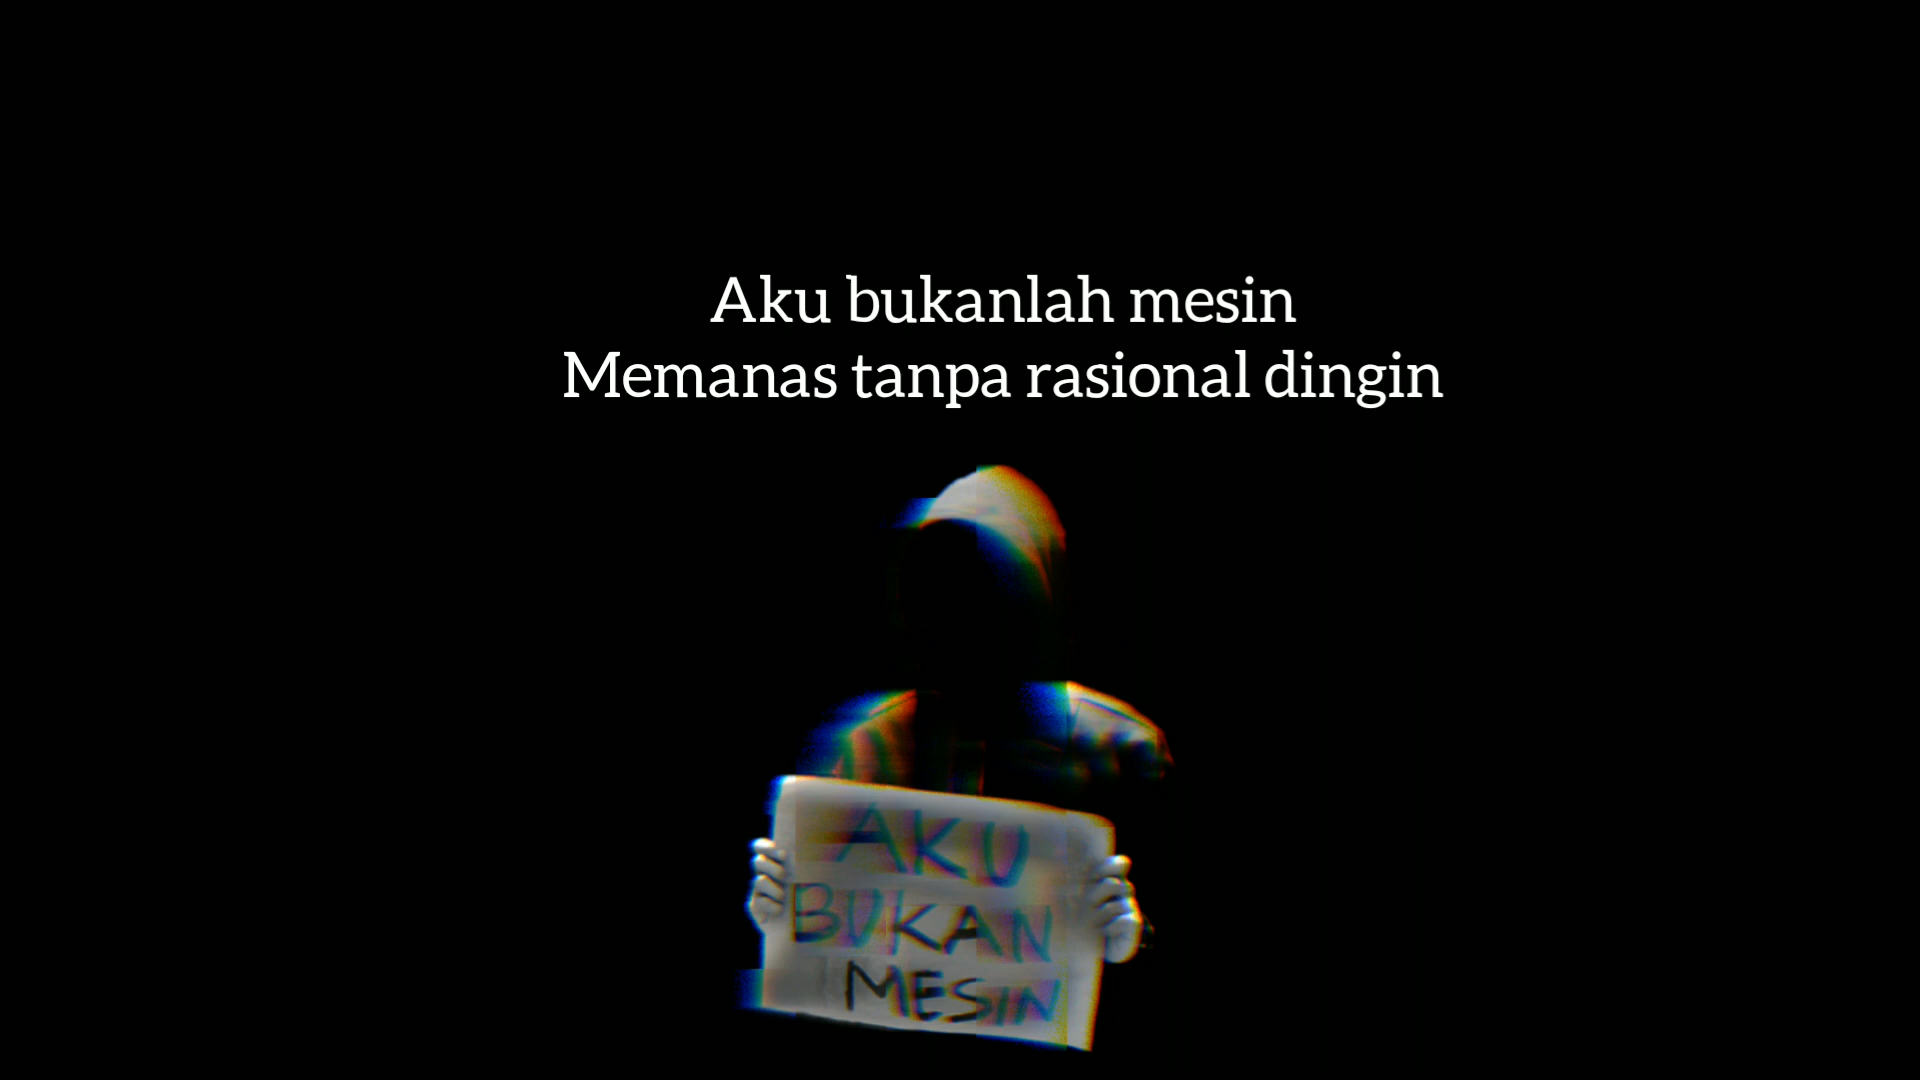 Aku bukanlah mesin
Memanas tanpa rasional dingin
AKU
BUKAN
MESIN